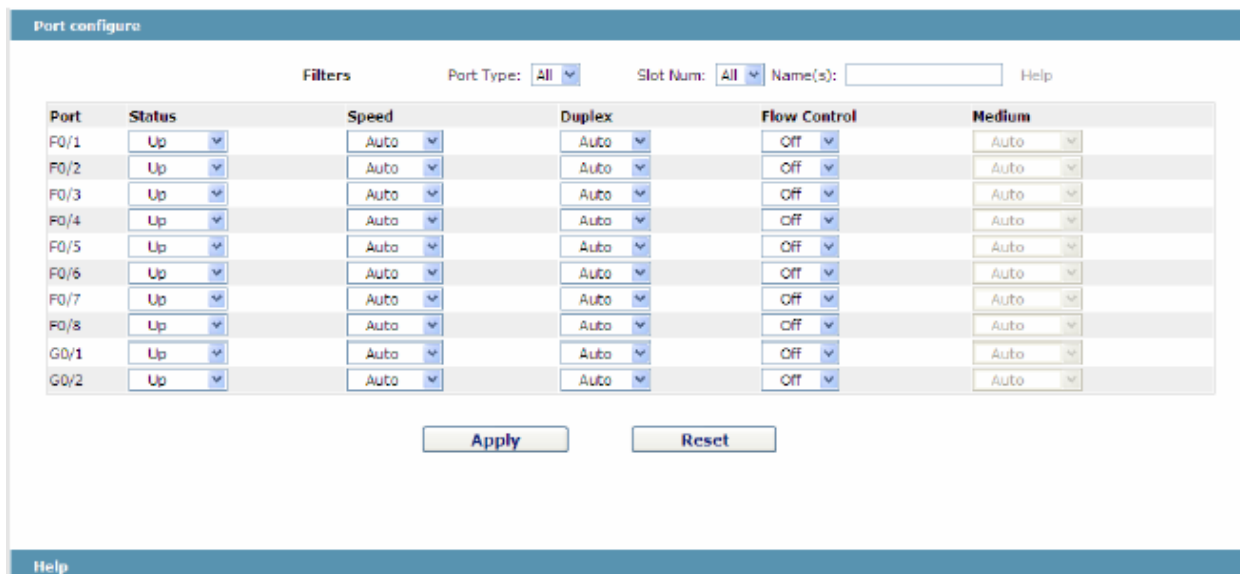 Port configure
Filters Port Type: All Slot Num: All Name(s): Help
Port Status Speed Duplex Flow Control Medium
F0/1 Up Auto Auto Off Auto
F0/2 Up Auto Auto Off Auto
F0/3 Up Auto Auto Off Auto
F0/4 Up Auto Auto Off Auto
F0/5 Up Auto Auto Off Auto
F0/6 Up Auto Auto Off Auto
F0/7 Up Auto Auto Off Auto
F0/8 Up Auto Auto Off Auto
G0/1 Up Auto Auto Off Auto
G0/2 Up Auto Auto Off Auto
Apply Reset
Help